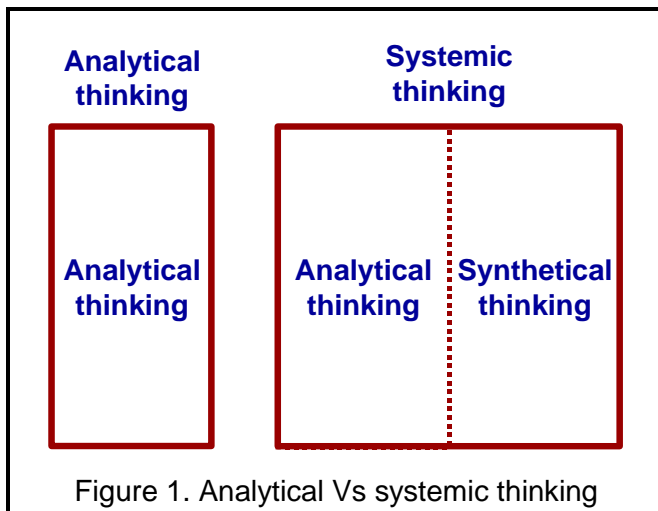 Analytical
thinking
Systemic
thinking
Analytical
thinking
Analytical
thinking
Synthetical
thinking
Figure 1. Analytical Vs systemic thinking